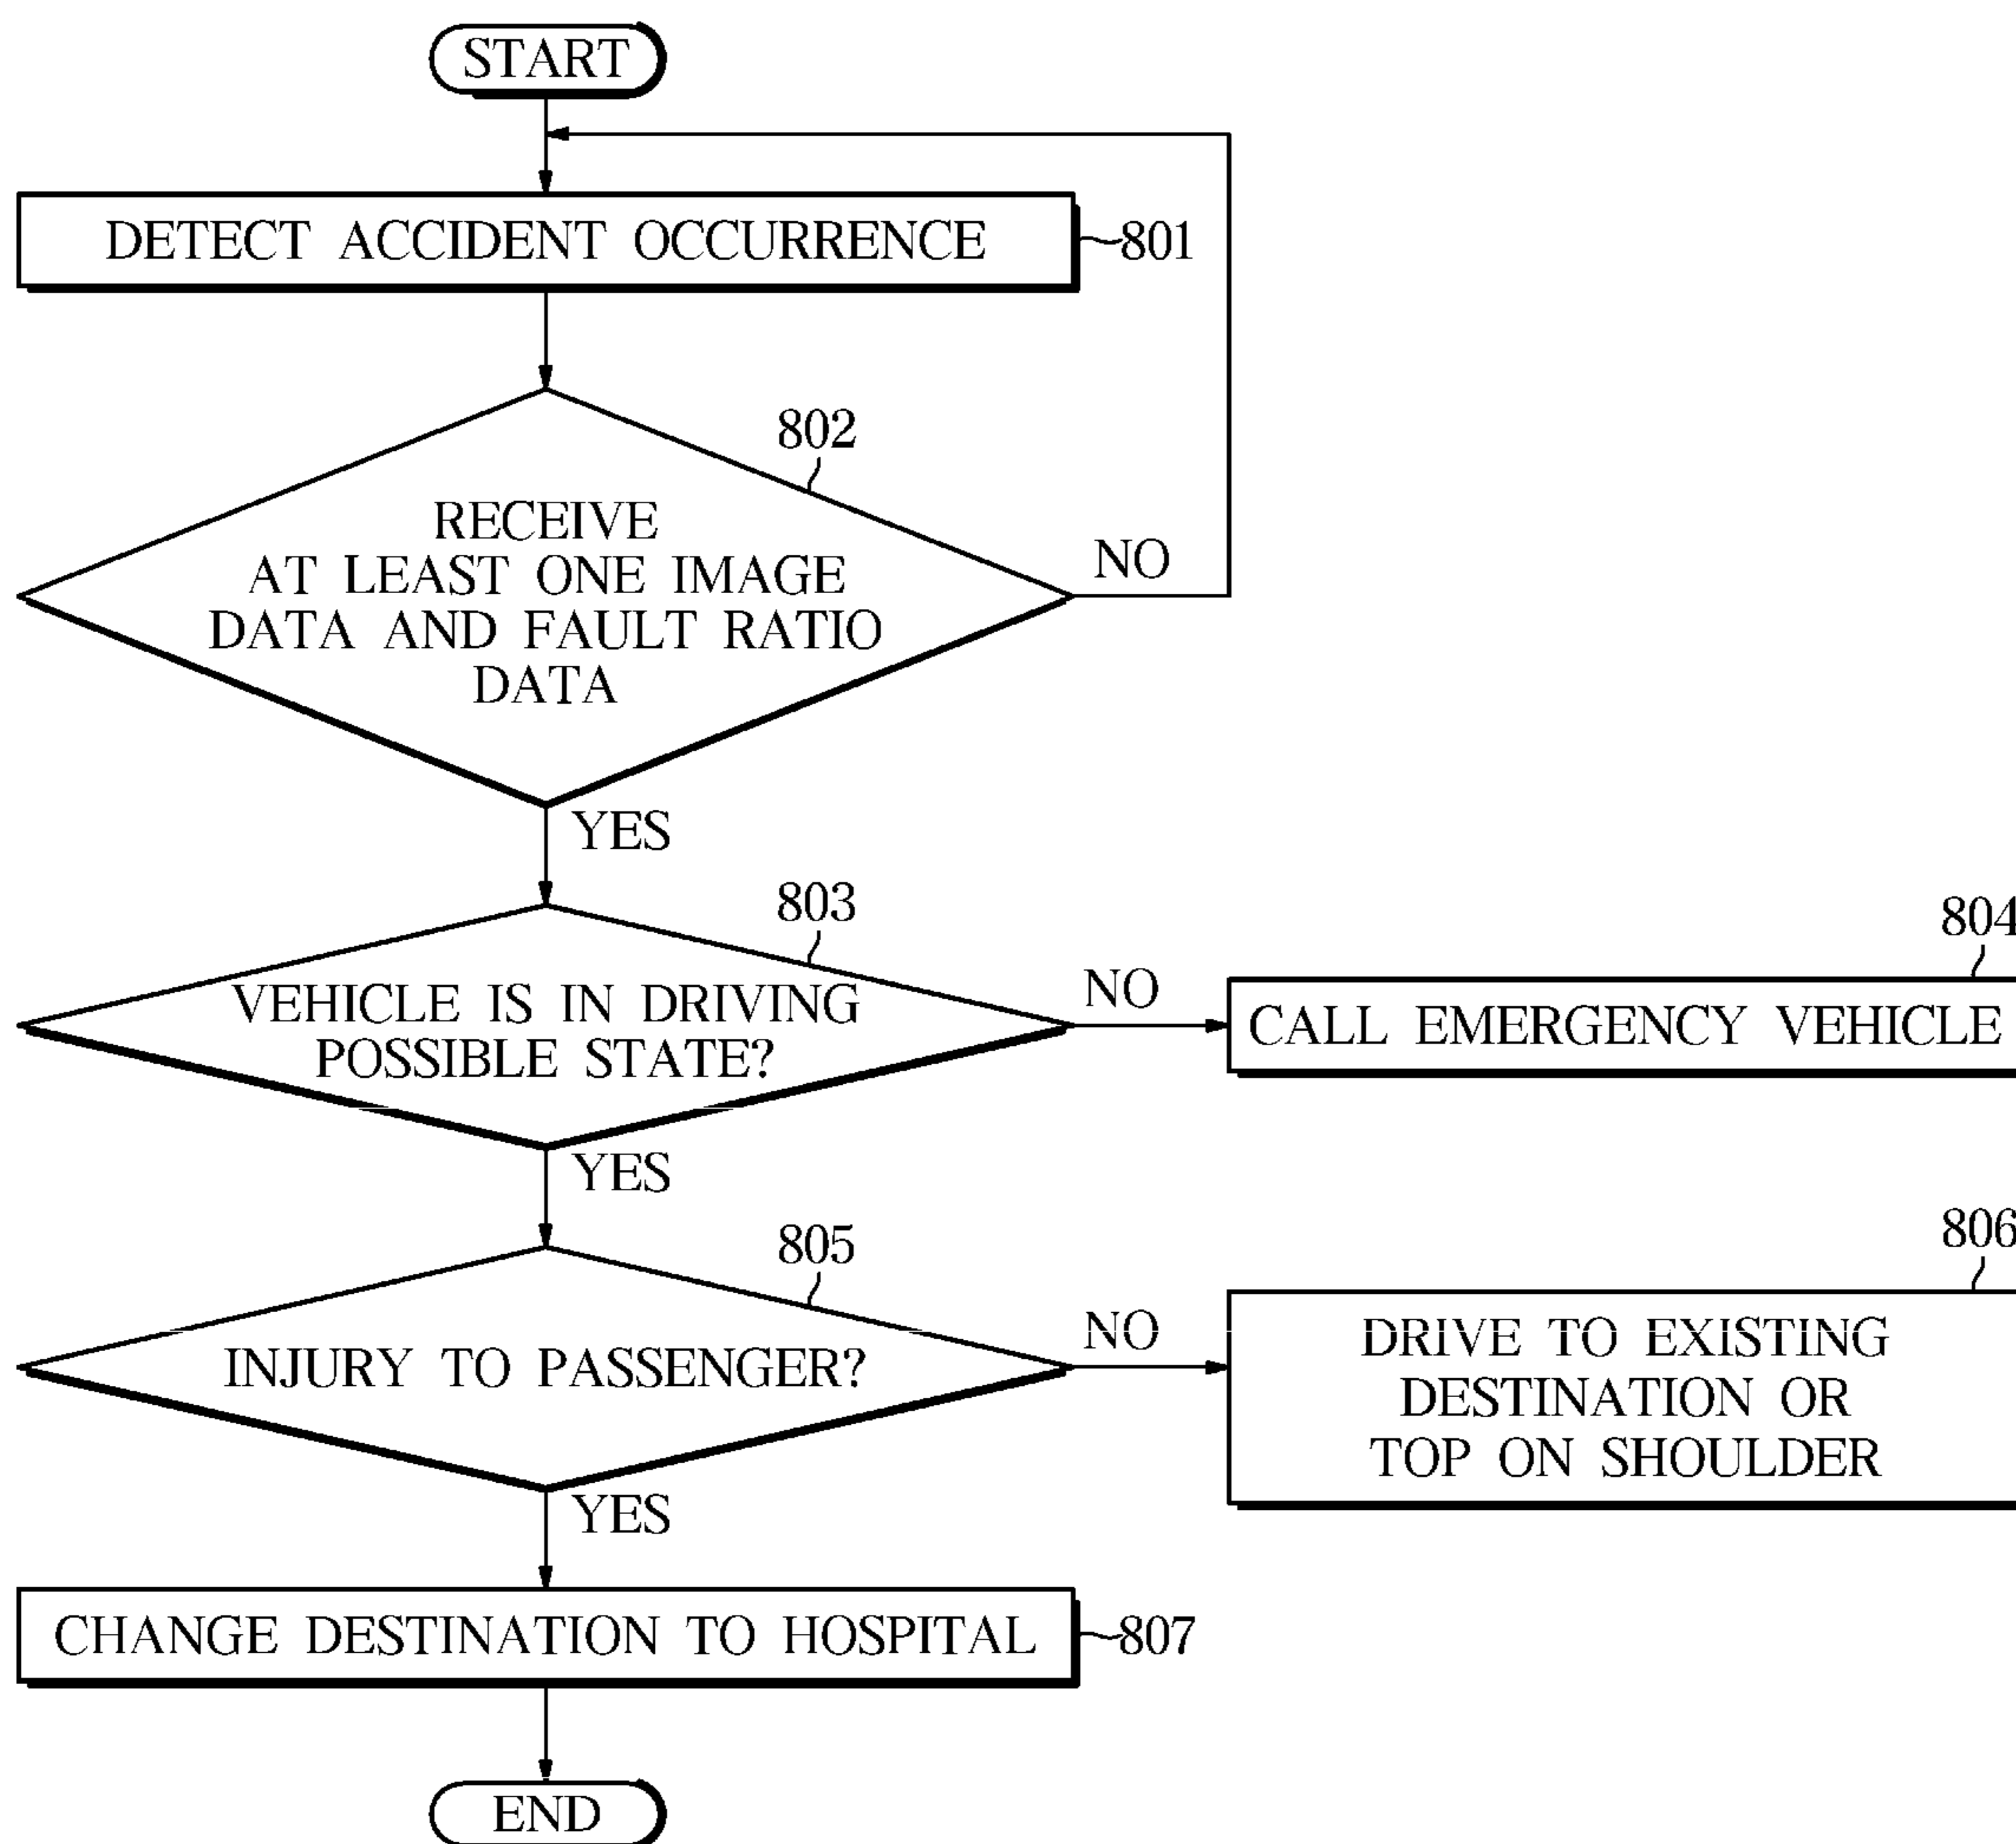 START
DETECT ACCIDENT OCCURRENCE
801
802
RECEIVE
AT LEAST ONE IMAGE
DATA AND FAULT RATIO
DATA
NO
YES
803
VEHICLE IS IN DRIVING
POSSIBLE STATE?
NO
804
CALL EMERGENCY VEHICLE
YES
805
INJURY TO PASSENGER?
NO
806
DRIVE TO EXISTING
DESTINATION OR
TOP ON SHOULDER
YES
CHANGE DESTINATION TO HOSPITAL
807
END